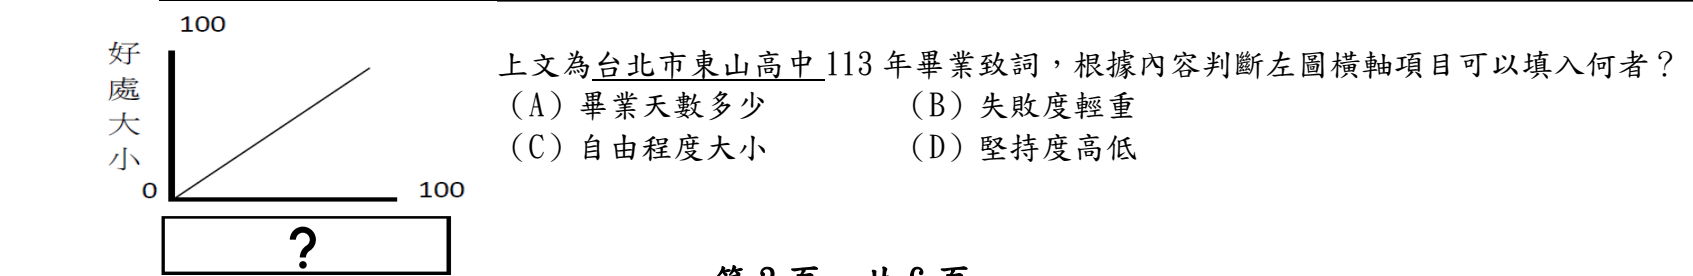 100
好處大小
0
100
?
上文為台北市東山高中 113 年畢業致詞，根據內容判斷左圖橫軸項目可以填入何者？
（A）畢業天數多少 （B）失敗度輕重
（C）自由程度大小 （D）堅持度高低